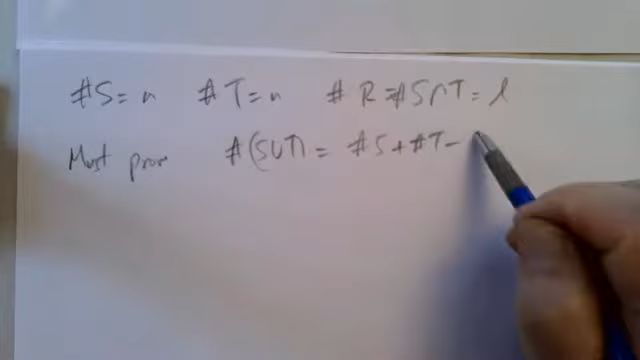 #S = n #T = n # R = #S∩T = l
Must prove #(S∪T) = #S + #T -